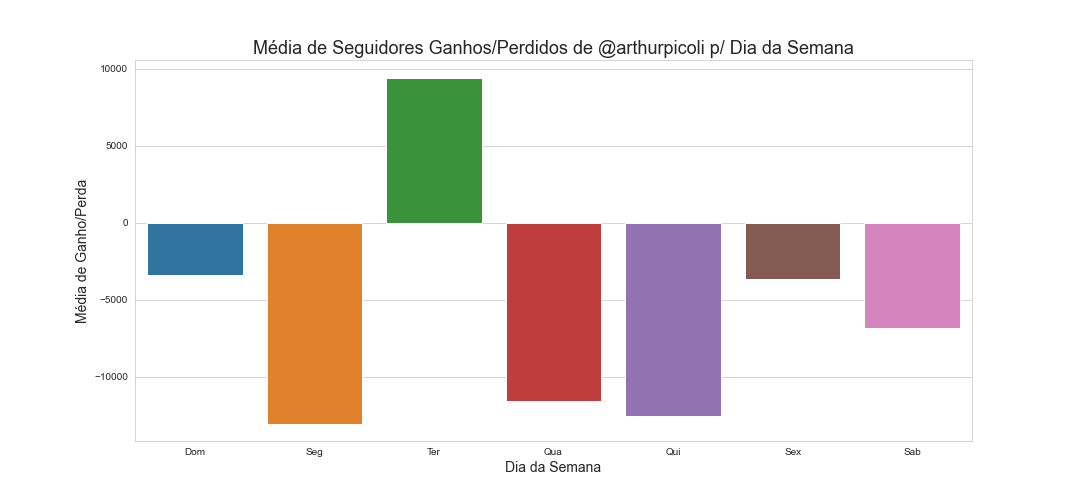 Média de Seguidores Ganhos/Perdidos de @arthurpicoli p/ Dia da Semana
Média de Ganho/Perda
10000
5000
0
−5000
−10000
Dom Seg Ter Qua Qui Sex Sab
Dia da Semana